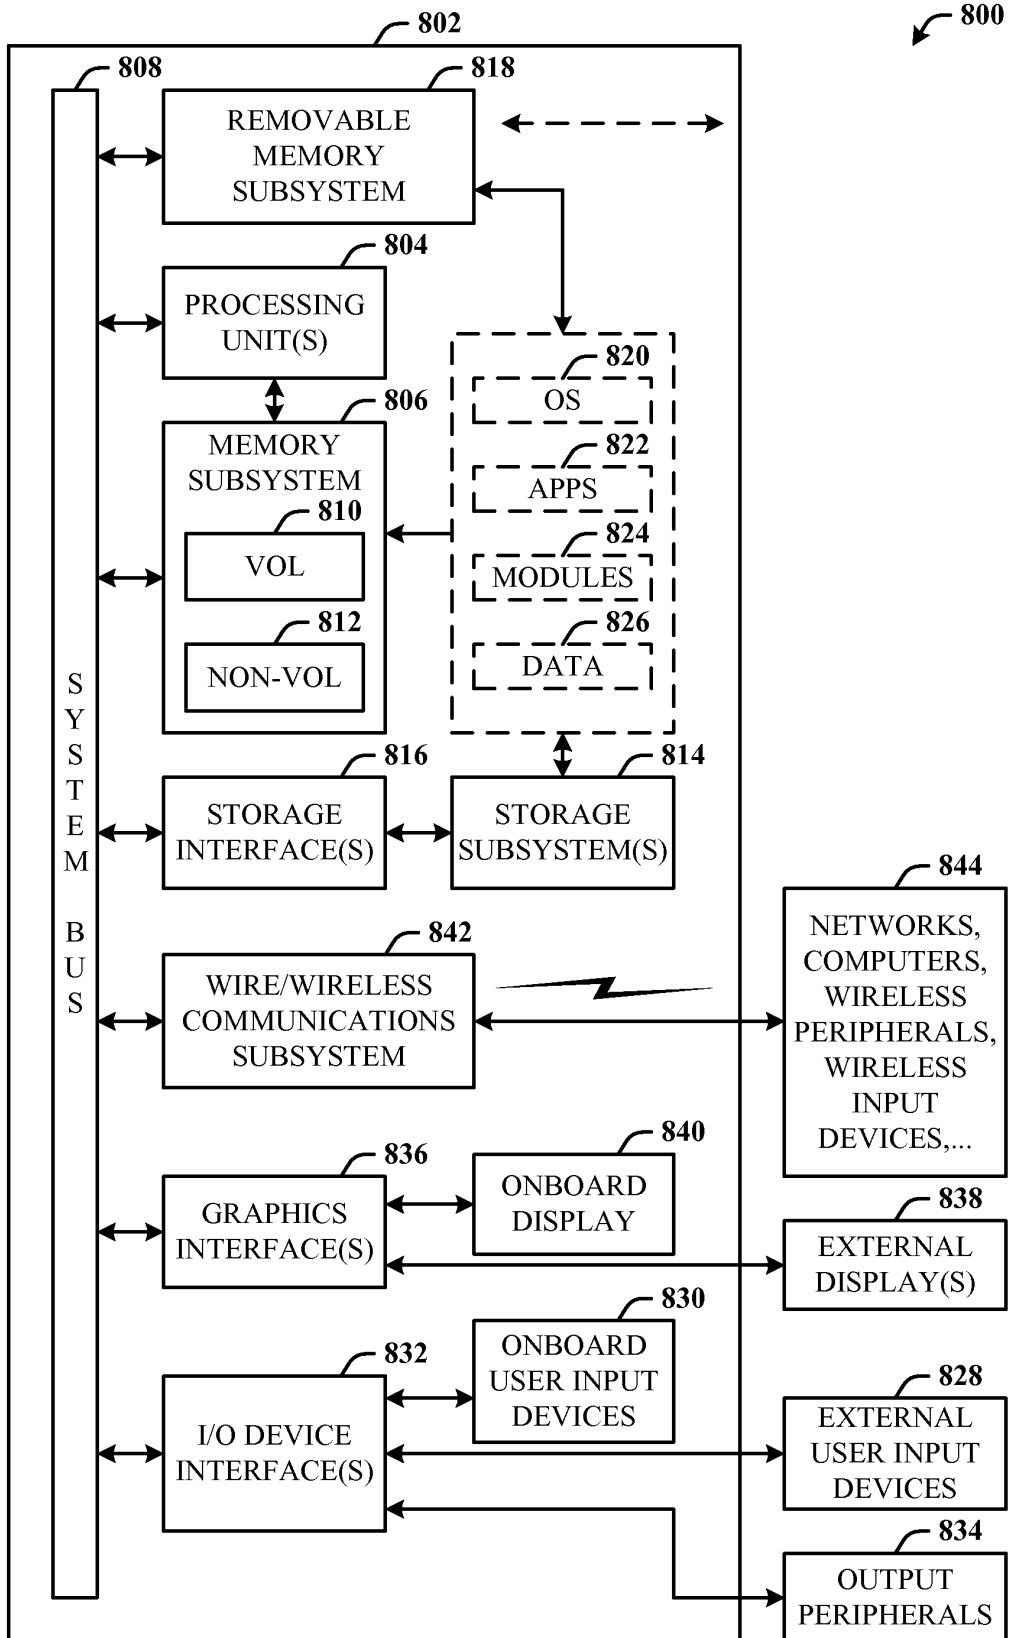 800
802
808
818
REMOVABLE
MEMORY
SUBSYSTEM
804
PROCESSING
UNIT(S)
806
MEMORY
SUBSYSTEM
810
VOL
812
NON-VOL
820
OS
822
APPS
824
MODULES
826
DATA
SYSTEM BUS
816
STORAGE
INTERFACE(S)
814
STORAGE
SUBSYSTEM(S)
842
WIRE/WIRELESS
COMMUNICATIONS
SUBSYSTEM
844
NETWORKS,
COMPUTERS,
WIRELESS
PERIPHERALS,
WIRELESS
INPUT
DEVICES,...
836
GRAPHICS
INTERFACE(S)
840
ONBOARD
DISPLAY
838
EXTERNAL
DISPLAY(S)
832
I/O DEVICE
INTERFACE(S)
830
ONBOARD
USER INPUT
DEVICES
828
EXTERNAL
USER INPUT
DEVICES
834
OUTPUT
PERIPHERALS